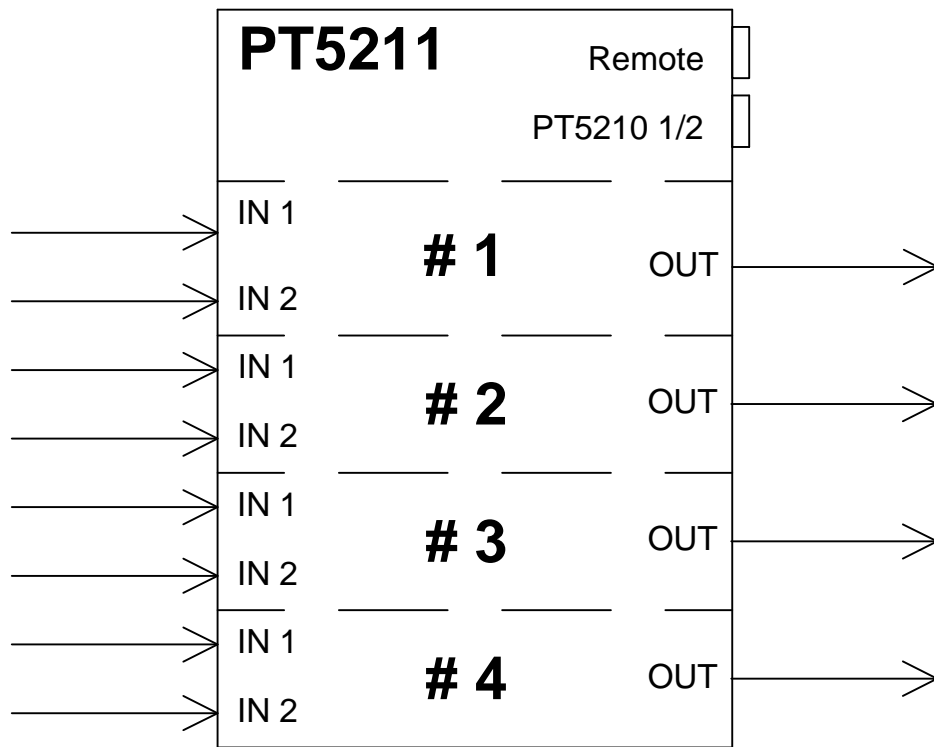 PT5211
Remote
PT5210 1/2
IN 1
# 1
OUT
IN 2
IN 1
# 2
OUT
IN 2
IN 1
# 3
OUT
IN 2
IN 1
# 4
OUT
IN 2